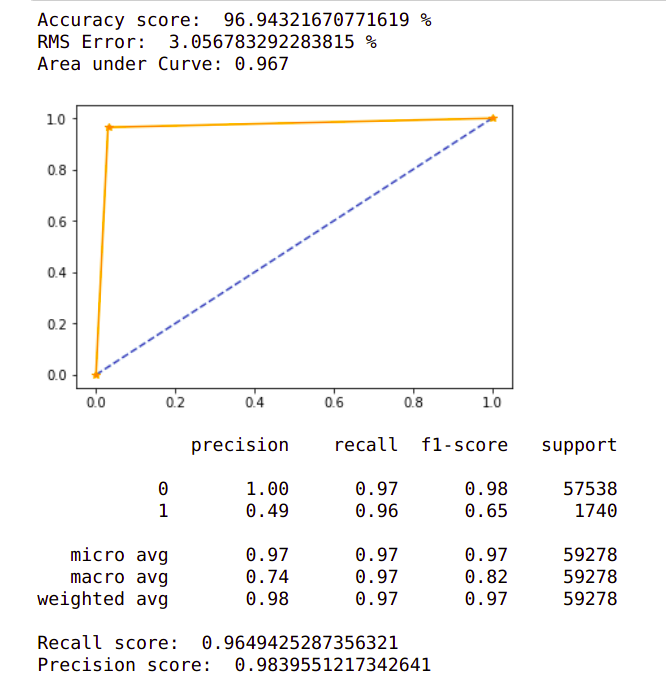 Accuracy score:  96.94321670771619 %
RMS Error:  3.056783292283815 %
Area under Curve: 0.967
1.0
0.8
0.6
0.4
0.2
0.0
0.0 0.2 0.4 0.6 0.8 1.0
precision recall f1-score support
0 1.00 0.97 0.98 57538
1 0.49 0.96 0.65 1740
micro avg 0.97 0.97 0.97 59278
macro avg 0.74 0.97 0.82 59278
weighted avg 0.98 0.97 0.97 59278
Recall score:  0.9649425287356321
Precision score:  0.9839551217342641